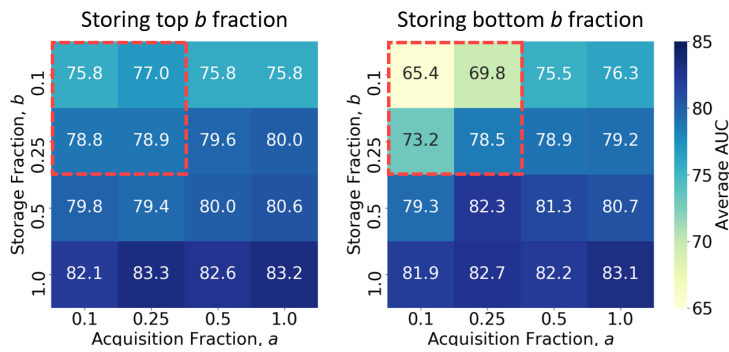 Storing top b fraction
Storing bottom b fraction
Storage Fraction, b
0.1
0.25
0.5
1.0
75.8 77.0 75.8 75.8
78.8 78.9 79.6 80.0
79.8 79.4 80.0 80.6
82.1 83.3 82.6 83.2
0.1 0.25 0.5 1.0
Acquisition Fraction, a
Storage Fraction, b
0.1
0.25
0.5
1.0
65.4 69.8 75.5 76.3
73.2 78.5 78.9 79.2
79.3 82.3 81.3 80.7
81.9 82.7 82.2 83.1
0.1 0.25 0.5 1.0
Acquisition Fraction, a
85
80
75
70
65
Average AUC